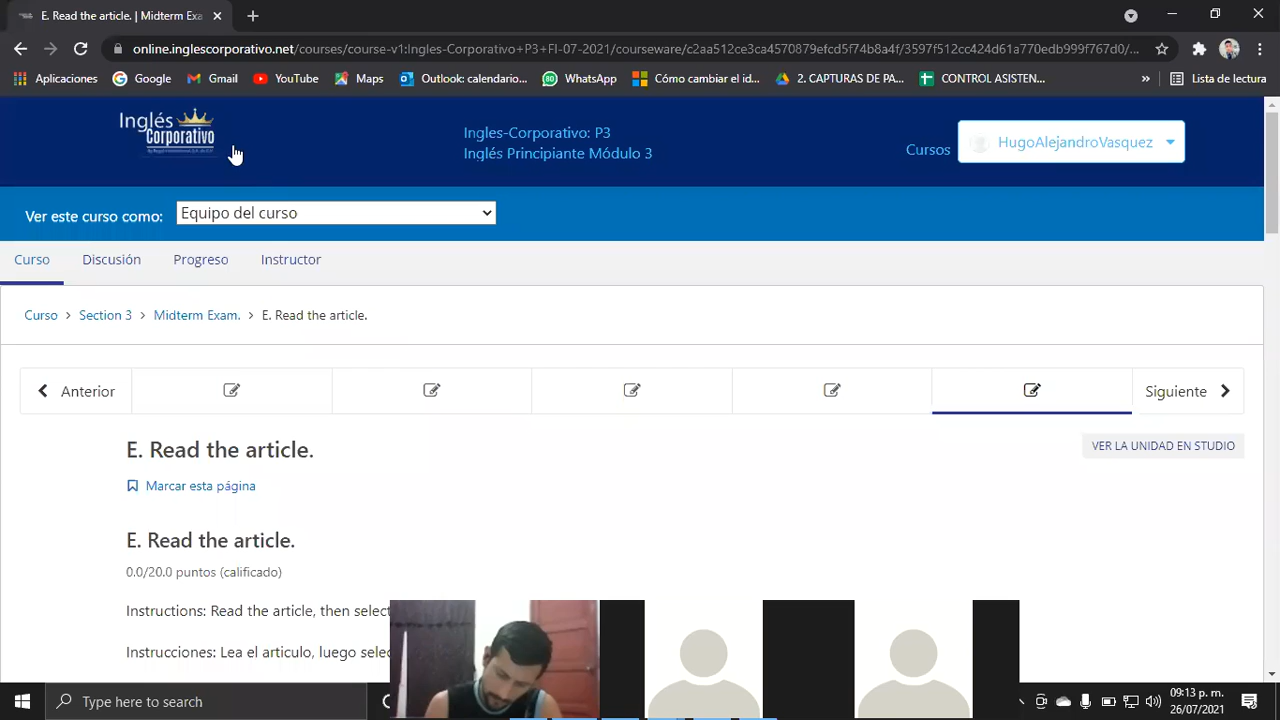 E. Read the article. | Midterm Exa
online.inglescorporativo.net/courses/course-v1:Ingles-Corporativo+P3+FI-07-2021/courseware/c2aa512ce3ca4570879efcd5f74b8a4f/3597f512cc424d61a770edb999f767d0/...
Aplicaciones Google Gmail YouTube Maps Outlook: calendario... WhatsApp Cómo cambiar el id... 2. CAPTURAS DE PA... CONTROL ASISTEN... » Lista de lectura
Inglés Corporativo
Ingles-Corporativo: P3
Inglés Principiante Módulo 3
Cursos
HugoAlejandroVasquez
Ver este curso como: Equipo del curso
Curso Discusión Progreso Instructor
Curso > Section 3 > Midterm Exam. > E. Read the article.
Anterior Siguiente
E. Read the article.
VER LA UNIDAD EN STUDIO
Marcar esta página
E. Read the article.
0.0/20.0 puntos (calificado)
Instructions: Read the article, then select
Instrucciones: Lea el articulo, luego selec
Type here to search
09:13 p. m.
26/07/2021